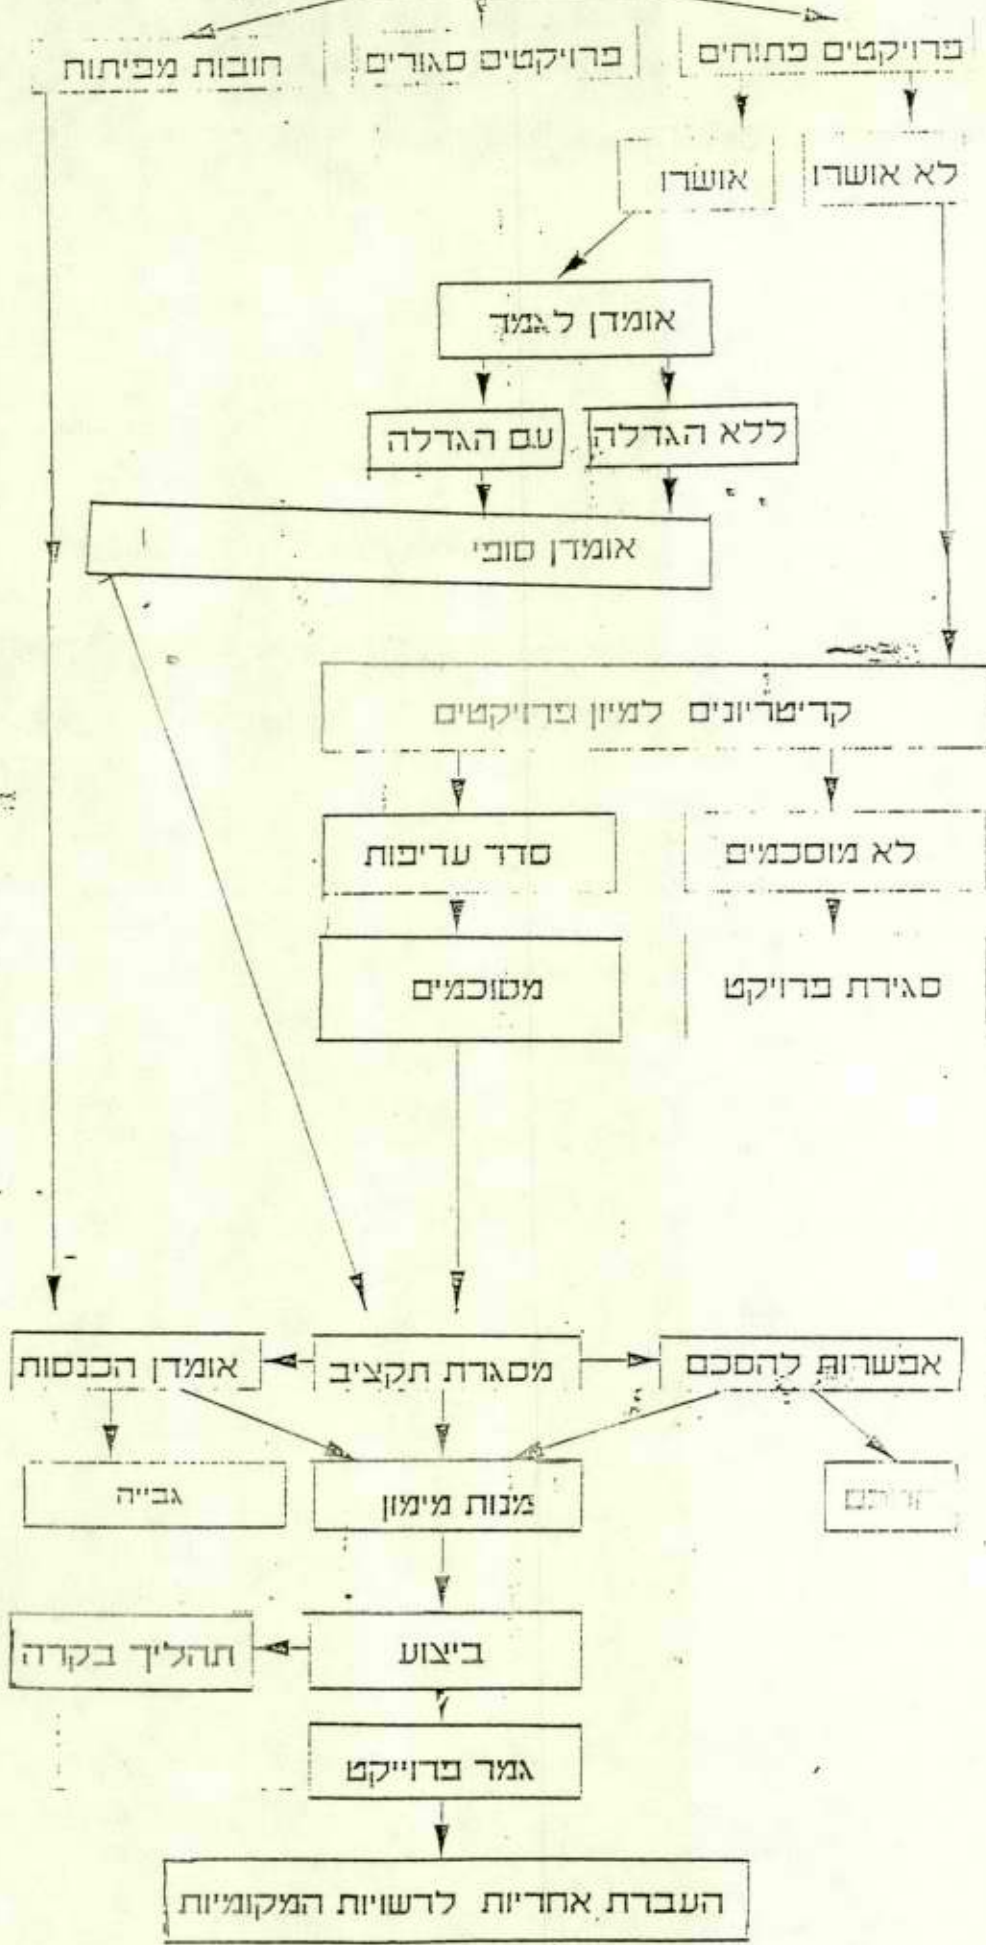 פרויקטים פתוחים
פרויקטים סגורים
חובות מפיתוח
לא אושרו
אושרו
אומדן לגמר
ללא הגדלה
עם הגדלה
אומדן סופי
קריטריונים למיון פרויקטים
לא מוסכמים
סדר עדיפות
סגירת פרויקט
מסוכמים
אפשרות להסכם
מסגרת תקציב
אומדן הכנסות
מנות מימון
גבייה
ביצוע
תהליך בקרה
גמר פרוייקט
העברת אחריות לרשויות המקומיות